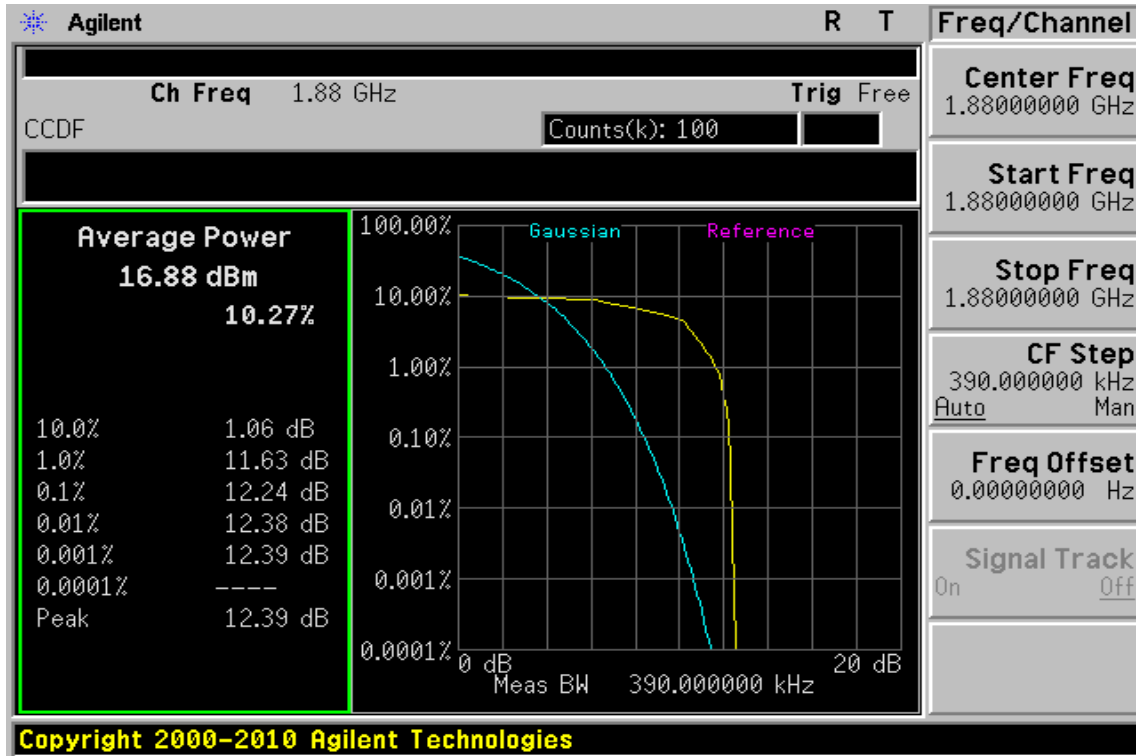 Agilent R T
Ch Freq 1.88 GHz Trig Free
CCDF Counts(k): 100
Average Power
16.88 dBm
10.27%
10.0% 1.06 dB
1.0% 11.63 dB
0.1% 12.24 dB
0.01% 12.38 dB
0.001% 12.39 dB
0.0001% ----
Peak 12.39 dB
Gaussian Reference
100.00%
10.00%
1.00%
0.10%
0.01%
0.001%
0.0001%
0 dB 20 dB
Meas BW 390.000000 kHz
Freq/Channel
Center Freq
1.88000000 GHz
Start Freq
1.88000000 GHz
Stop Freq
1.88000000 GHz
CF Step
390.000000 kHz
Auto Man
Freq Offset
0.00000000 Hz
Signal Track
On Off
Copyright 2000-2010 Agilent Technologies